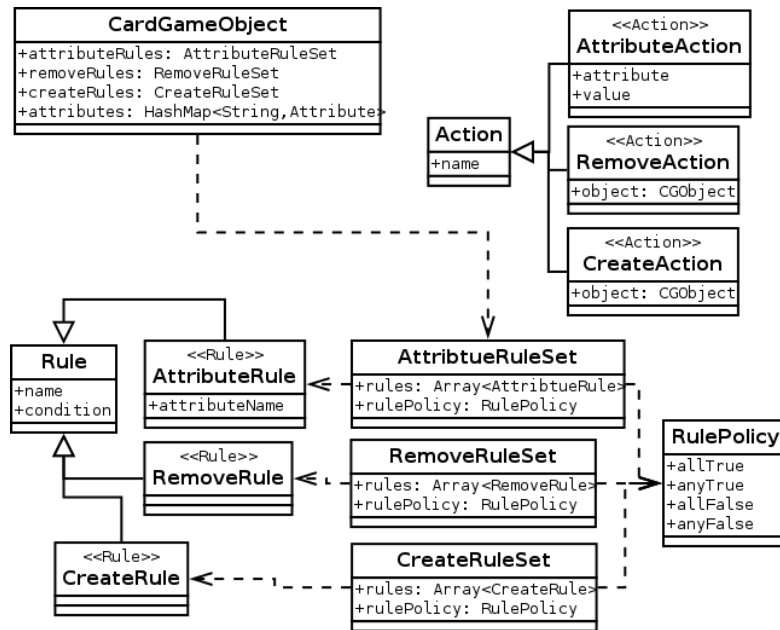 CardGameObject
+attributeRules: AttributeRuleSet
+removeRules: RemoveRuleSet
+createRules: CreateRuleSet
+attributes: HashMap<String,Attribute>
<<Action>>
AttributeAction
+attribute
+value
Action
+name
<<Action>>
RemoveAction
+object: CGObject
<<Action>>
CreateAction
+object: CGObject
Rule
+name
+condition
<<Rule>>
AttributeRule
+attributeName
AttribtueRuleSet
+rules: Array<AttribtueRule>
+rulePolicy: RulePolicy
<<Rule>>
RemoveRule
RemoveRuleSet
+rules: Array<RemoveRule>
+rulePolicy: RulePolicy
RulePolicy
+allTrue
+anyTrue
+allFalse
+anyFalse
<<Rule>>
CreateRule
CreateRuleSet
+rules: Array<CreateRule>
+rulePolicy: RulePolicy